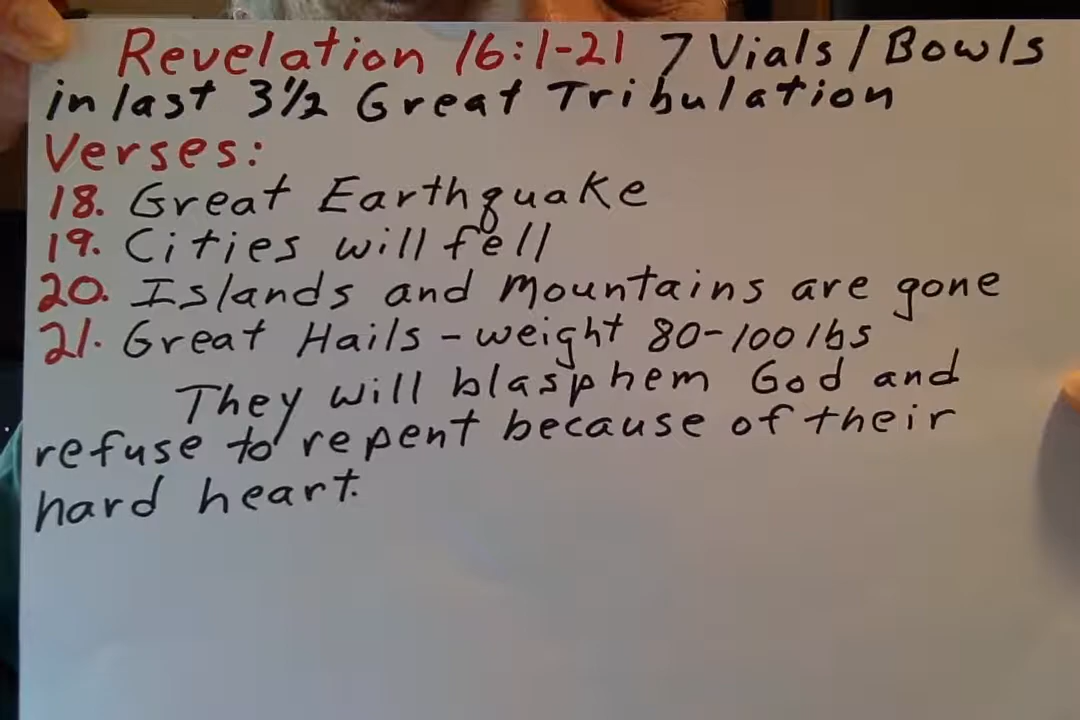 Revelation 16:1-21 7 Vials/Bowls
in last 3½ Great Tribulation
Verses:
18. Great Earthquake
19. Cities will fell
20. Islands and Mountains are gone
21. Great Hails - weight 80-100 lbs
They will blasphem God and
refuse to repent because of their
hard heart.